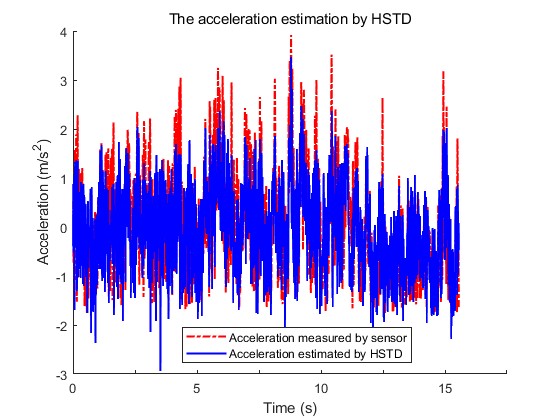 The acceleration estimation by HSTD
Acceleration (m/s²)
4
3
2
1
0
-1
-2
-3
0
5
10
15
Time (s)
Acceleration measured by sensor
Acceleration estimated by HSTD